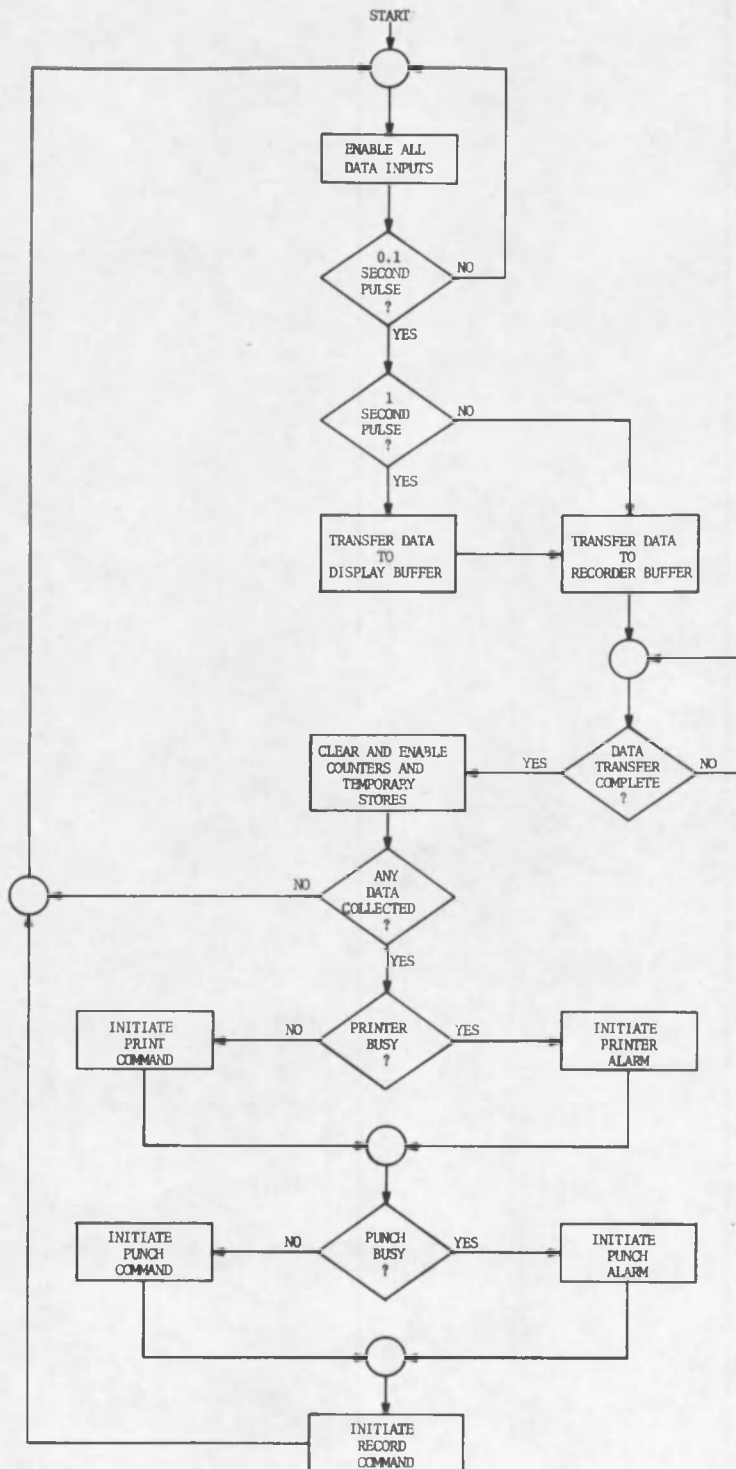 START
ENABLE ALL
DATA INPUTS
0.1
SECOND
PULSE
?
NO
YES
1
SECOND
PULSE
?
NO
YES
TRANSFER DATA
TO
DISPLAY BUFFER
TRANSFER DATA
TO
RECORDER BUFFER
DATA
TRANSFER
COMPLETE
?
NO
YES
CLEAR AND ENABLE
COUNTERS AND
TEMPORARY
STORES
ANY
DATA
COLLECTED
?
NO
YES
PRINTER
BUSY
?
NO
YES
INITIATE
PRINT
COMMAND
INITIATE
PRINTER
ALARM
PUNCH
BUSY
?
NO
YES
INITIATE
PUNCH
COMMAND
INITIATE
PUNCH
ALARM
INITIATE
RECORD
COMMAND